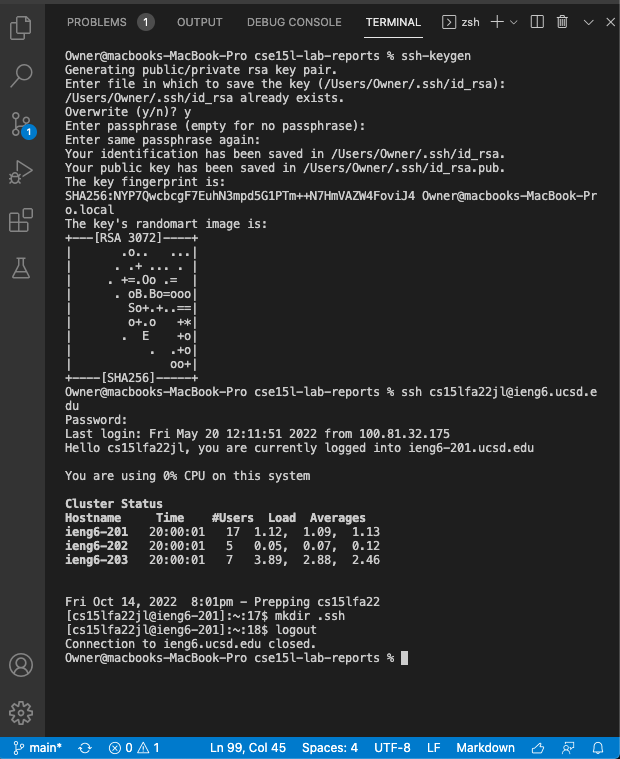 PROBLEMS 1 OUTPUT DEBUG CONSOLE TERMINAL zsh
Owner@macbooks-MacBook-Pro cse15l-lab-reports % ssh-keygen
Generating public/private rsa key pair.
Enter file in which to save the key (/Users/Owner/.ssh/id_rsa):
/Users/Owner/.ssh/id_rsa already exists.
Overwrite (y/n)? y
Enter passphrase (empty for no passphrase):
Enter same passphrase again:
Your identification has been saved in /Users/Owner/.ssh/id_rsa.
Your public key has been saved in /Users/Owner/.ssh/id_rsa.pub.
The key fingerprint is:
SHA256:NYP7QwcbcgF7EuhN3mpd5G1PTm++N7HmVAZW4FoviJ4 Owner@macbooks-MacBook-Pr
o.local
The key's randomart image is:
+---[RSA 3072]----+
|       .o..   ...|
|      . .+ ... . |
|     . +=.Oo .=  |
|      . oB.Bo=ooo|
|        So+.+..==|
|        o+.o   +*|
|       .  E    +o|
|           .  .+o|
|              oo+|
+----[SHA256]-----+
Owner@macbooks-MacBook-Pro cse15l-lab-reports % ssh cs15lfa22jl@ieng6.ucsd.e
du
Password:
Last login: Fri May 20 12:11:51 2022 from 100.81.32.175
Hello cs15lfa22jl, you are currently logged into ieng6-201.ucsd.edu
You are using 0% CPU on this system
Cluster Status
Hostname     Time    #Users  Load  Averages
ieng6-201   20:00:01   17  1.12,  1.09,  1.13
ieng6-202   20:00:01   5   0.05,  0.07,  0.12
ieng6-203   20:00:01   7   3.89,  2.88,  2.46
Fri Oct 14, 2022  8:01pm - Prepping cs15lfa22
[cs15lfa22jl@ieng6-201]:~:17$ mkdir .ssh
[cs15lfa22jl@ieng6-201]:~:18$ logout
Connection to ieng6.ucsd.edu closed.
Owner@macbooks-MacBook-Pro cse15l-lab-reports %
1
main* 0 1 Ln 99, Col 45 Spaces: 4 UTF-8 LF Markdown